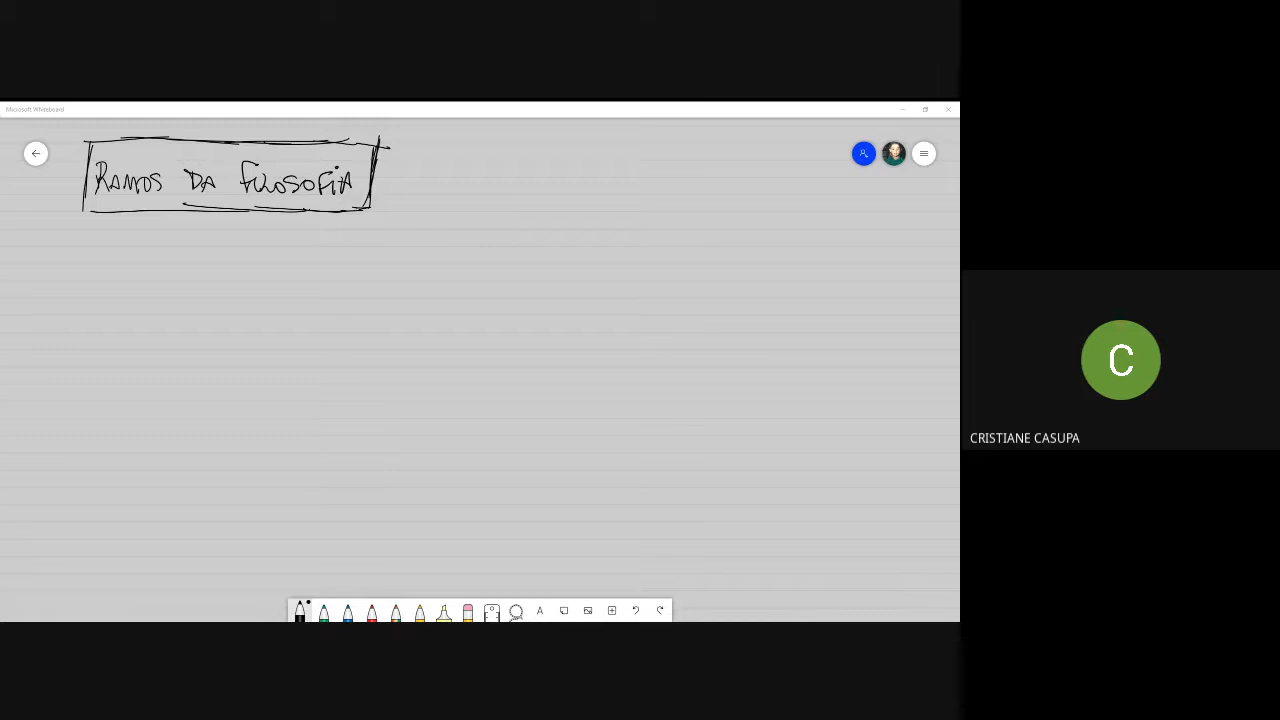 Microsoft Whiteboard
RAMOS DA FILOSOFIA
A
C
CRISTIANE CASUPA